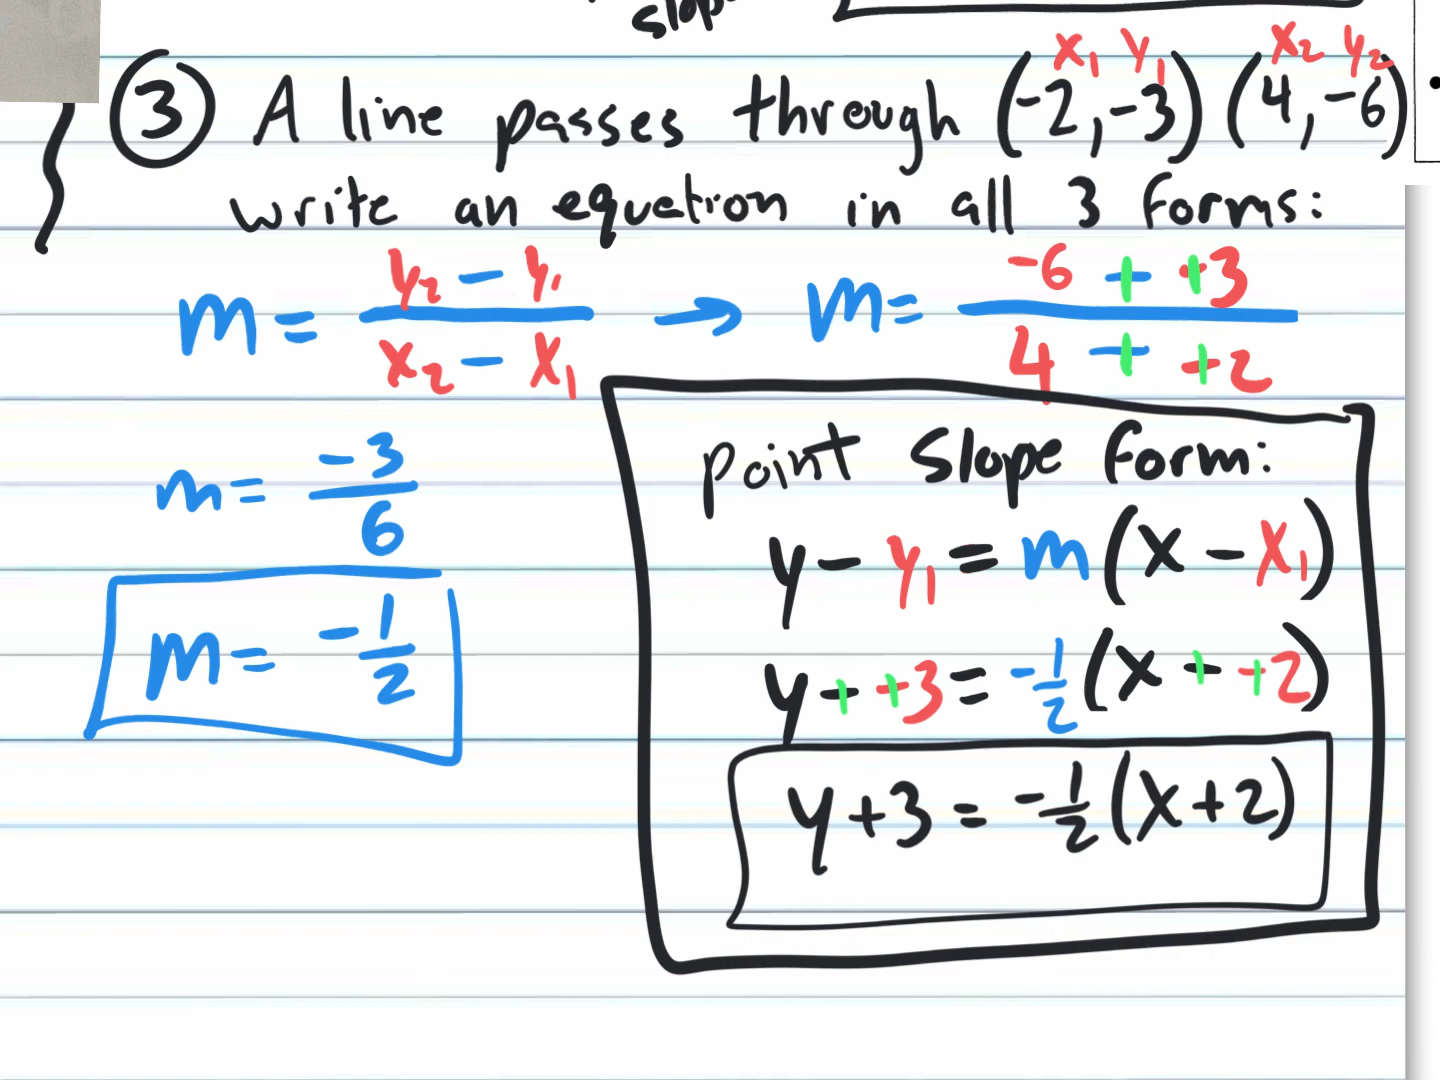 slope
x₁ y₁ x₂ y₂
③ A line passes through (-2,-3) (4,-6)
write an equation in all 3 forms:
m = y₂ - y₁ / x₂ - x₁ → m = -6 + +3 / 4 + +2
m = -3/6
m = -1/2
point slope form:
y - y₁ = m(x - x₁)
y + +3 = -1/2(x + +2)
y+3 = -1/2(x+2)